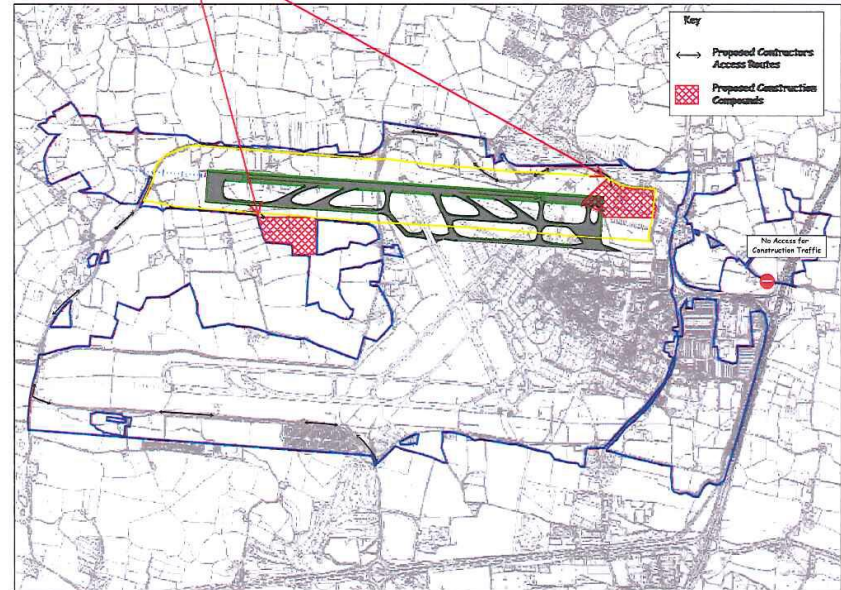 Key
Proposed Contractors
Access Routes
Proposed Construction
Compounds
No Access for
Construction Traffic